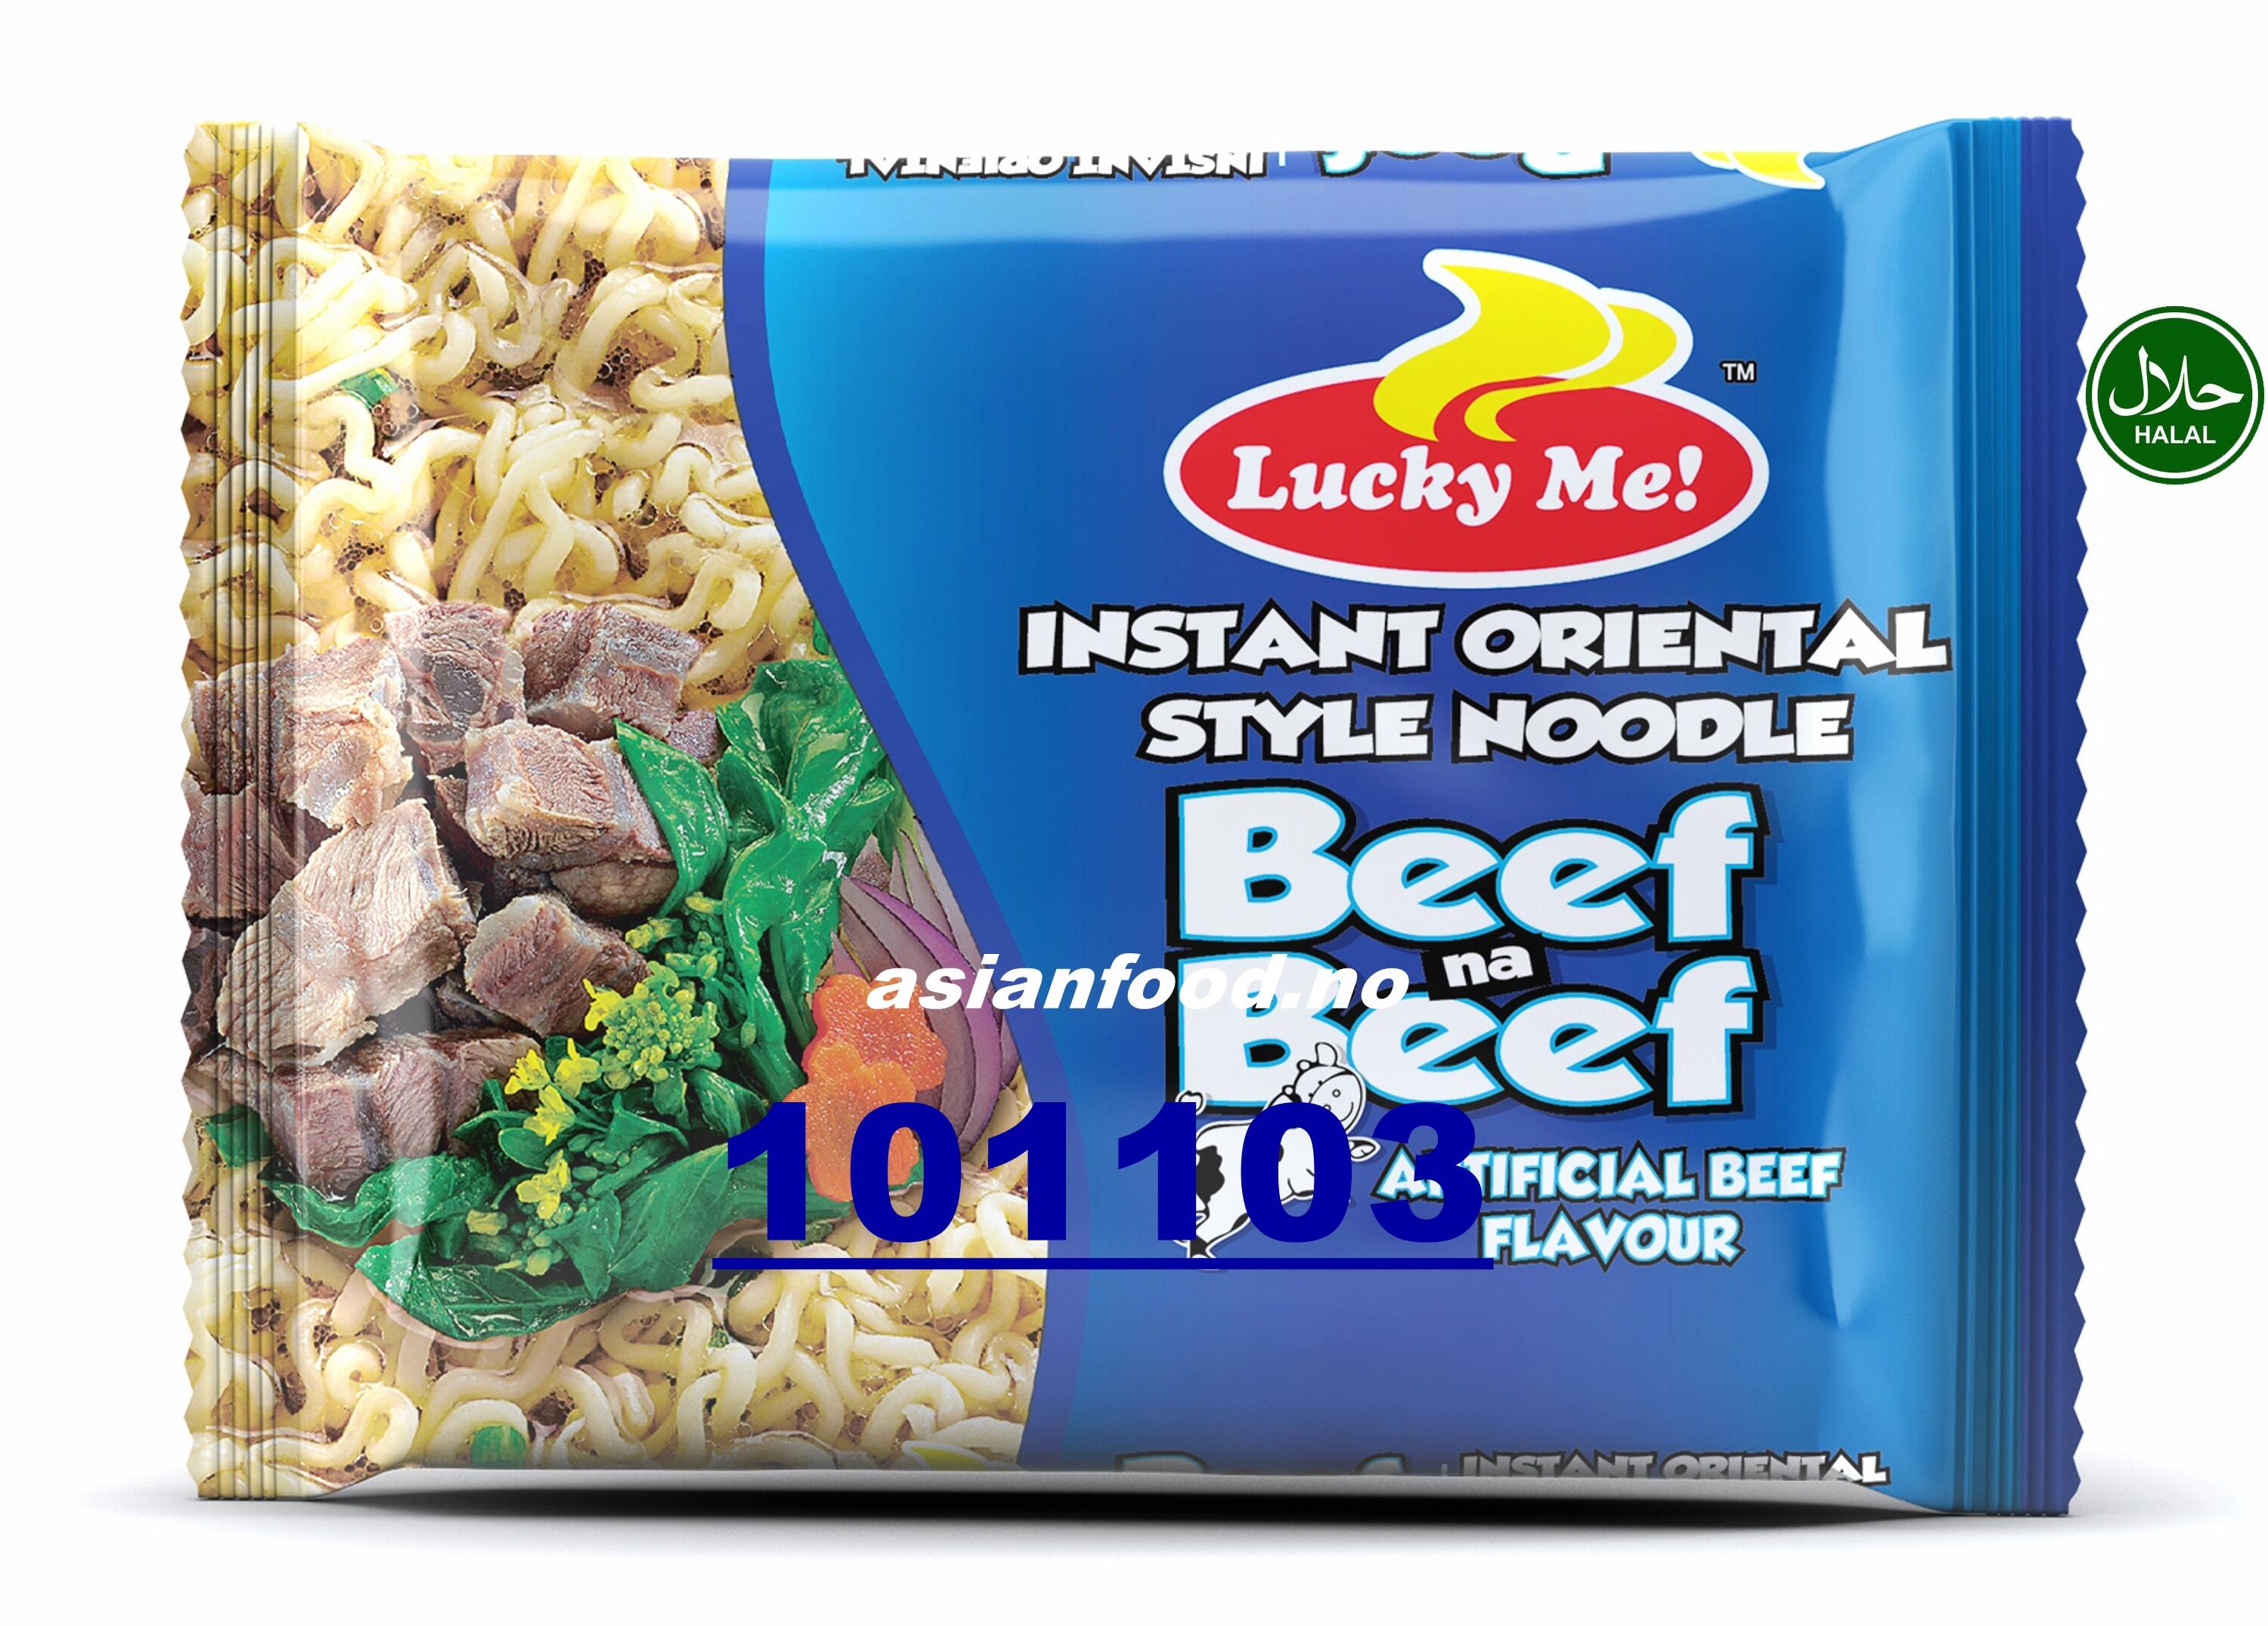 INSTANT ORIENTAL
Lucky Me!
TM
حلال
HALAL
INSTANT ORIENTAL
STYLE NOODLE
Beef
na
Beef
asianfood.no
101103
ARTIFICIAL BEEF
FLAVOUR
INSTANT ORIENTAL